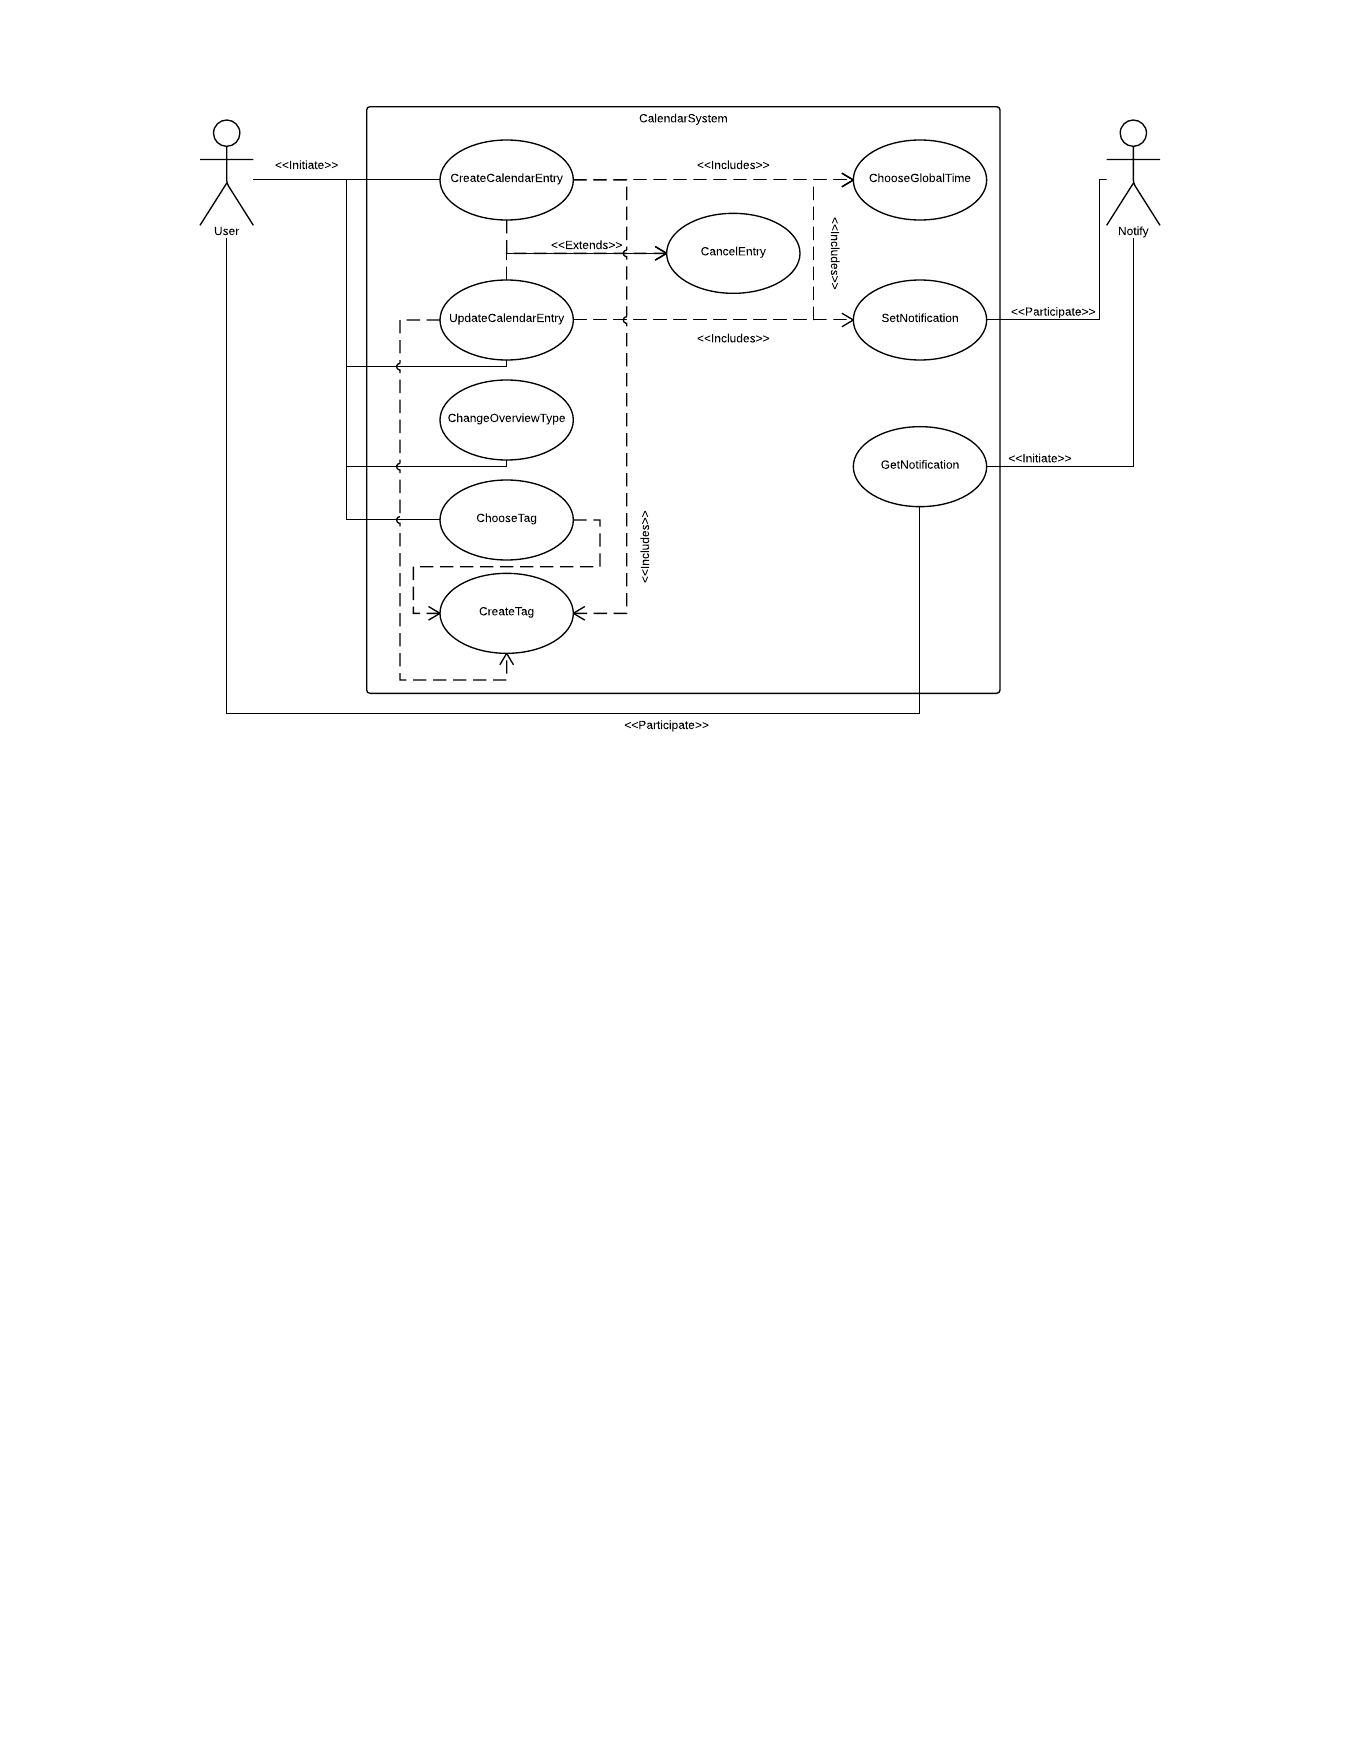 CalendarSystem
<<Initiate>>
CreateCalendarEntry
<<Includes>>
ChooseGlobalTime
User
Notify
<<Extends>>
CancelEntry
<<Includes>>
UpdateCalendarEntry
<<Includes>>
SetNotification
<<Participate>>
ChangeOverviewType
GetNotification
<<Initiate>>
ChooseTag
<<Includes>>
CreateTag
<<Participate>>